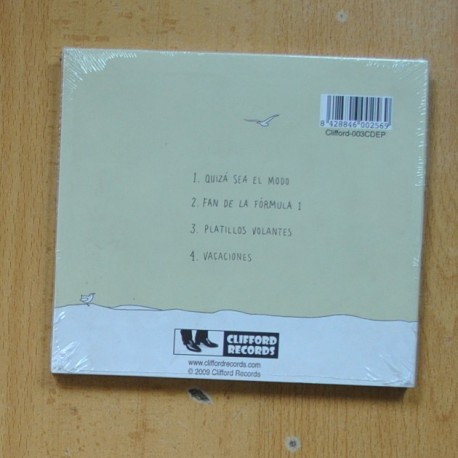 8 428846 002569
Clifford-003CDEP
1. QUIZÁ SEA EL MODO
2. FAN DE LA FÓRMULA 1
3. PLATILLOS VOLANTES
4. VACACIONES
CLIFFORD
RECORDS
www.cliffordrecords.com
© 2009 Clifford Records